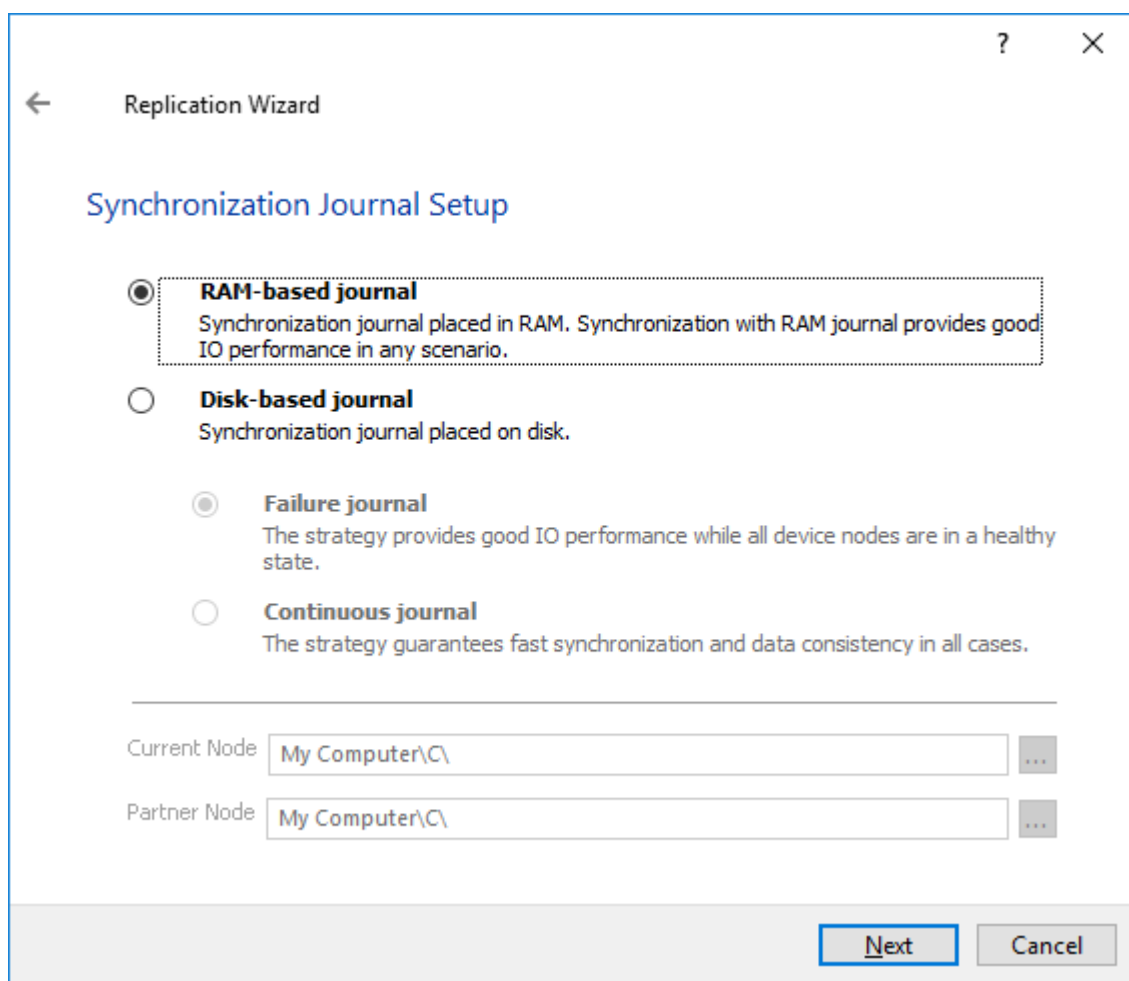 ?
Replication Wizard
Synchronization Journal Setup
RAM-based journal
Synchronization journal placed in RAM. Synchronization with RAM journal provides good
IO performance in any scenario.
Disk-based journal
Synchronization journal placed on disk.
Failure journal
The strategy provides good IO performance while all device nodes are in a healthy
state.
Continuous journal
The strategy guarantees fast synchronization and data consistency in all cases.
Current Node My Computer\C\ ...
Partner Node My Computer\C\ ...
Next Cancel